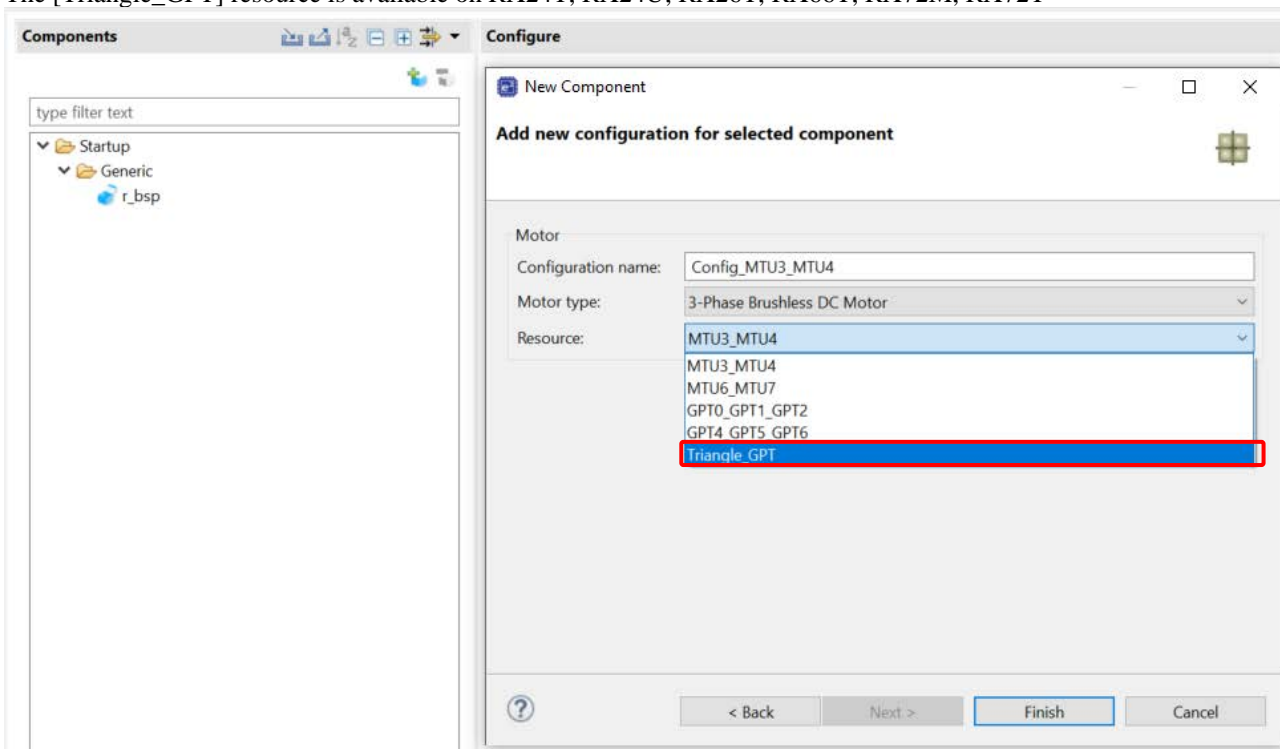 Components
Configure
type filter text
Startup
Generic
r_bsp
New Component
Add new configuration for selected component
Motor
Configuration name: Config_MTU3_MTU4
Motor type: 3-Phase Brushless DC Motor
Resource: MTU3_MTU4
MTU3_MTU4
MTU6_MTU7
GPT0_GPT1_GPT2
GPT4_GPT5_GPT6
Triangle_GPT
< Back Next > Finish Cancel